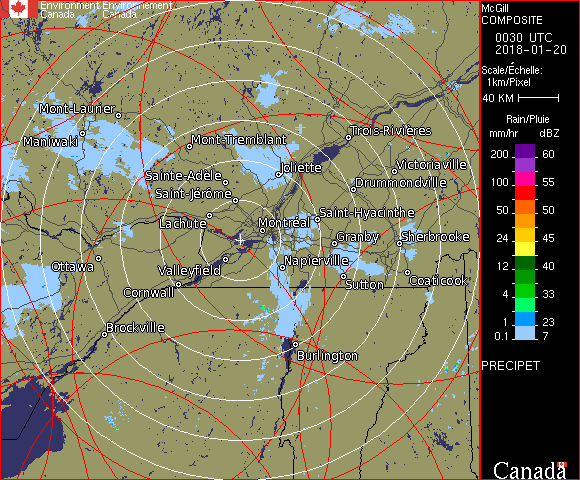 Environment Environnement
Canada Canada
McGill
COMPOSITE
0030 UTC
2018-01-20
Scale/Échelle:
1km/Pixel
40 KM
Rain/Pluie
mm/hr dBZ
200 60
150 57
100 55
50 50
24 45
12 40
4 33
1 23
0.1 7
PRECIPET
Canada
Mont-Laurier
Maniwaki
Mont-Tremblant
Trois-Rivières
Sainte-Adèle
Joliette
Victoriaville
Saint-Jérôme
Drummondville
Lachute
Saint-Hyacinthe
Montréal
Granby
Sherbrooke
Ottawa
Valleyfield
Napierville
Cornwall
Sutton
Coaticook
Brockville
Burlington